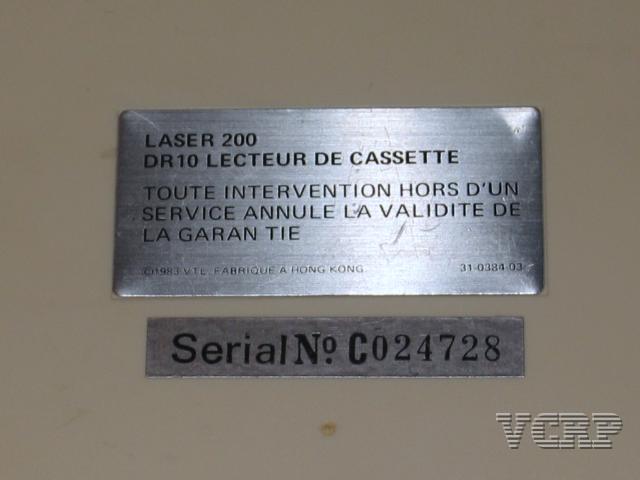 LASER 200
DR10 LECTEUR DE CASSETTE
TOUTE INTERVENTION HORS D'UN
SERVICE ANNULE LA VALIDITE DE
LA GARAN TIE
©1983 V.T.L. FABRIQUE A HONG KONG 31-0384-03
Serial Nº C024728
VCRP